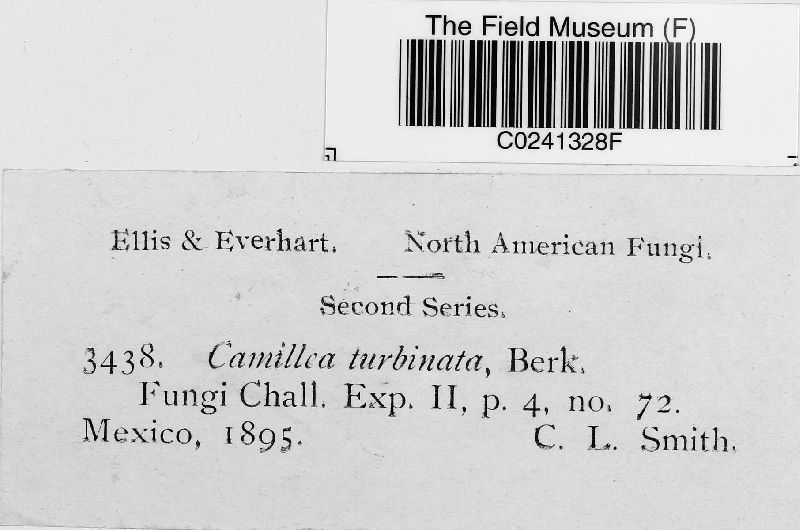 The Field Museum (F)
C0241328F
Ellis & Everhart. North American Fungi.
Second Series.
3438. Camillea turbinata, Berk.
Fungi Chall. Exp. II, p. 4, no. 72.
Mexico, 1895. C. L. Smith.